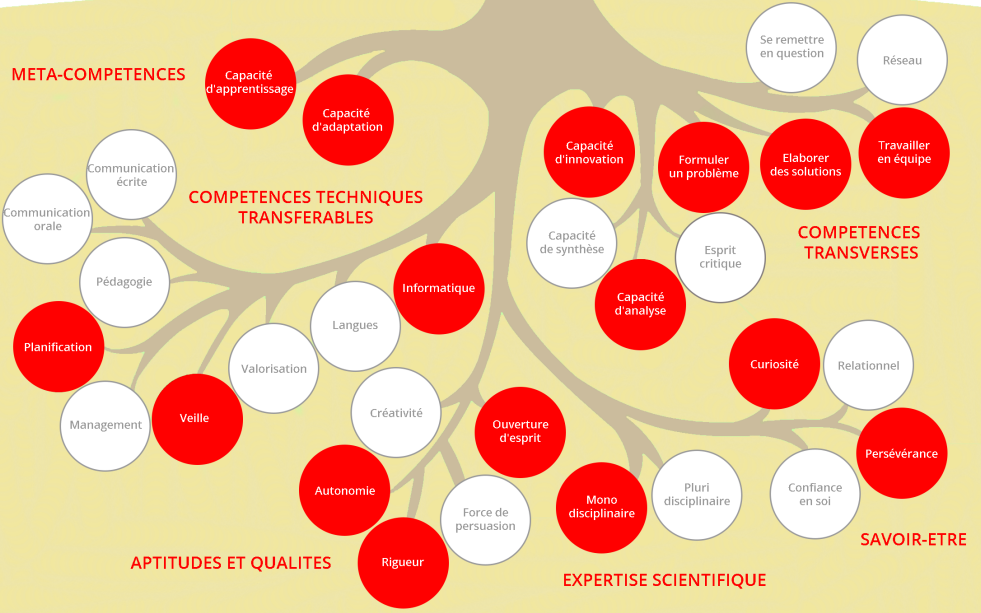 META-COMPETENCES
Capacité
d'apprentissage
Capacité
d'adaptation
Se remettre
en question
Réseau
Capacité
d'innovation
Formuler
un problème
Elaborer
des solutions
Travailler
en équipe
Capacité
de synthèse
Esprit
critique
Capacité
d'analyse
COMPETENCES
TRANSVERSES
Communication
écrite
Communication
orale
COMPETENCES TECHNIQUES
TRANSFERABLES
Pédagogie
Planification
Management
Veille
Valorisation
Langues
Informatique
Créativité
Ouverture
d'esprit
Autonomie
Rigueur
Force de
persuasion
APTITUDES ET QUALITES
Mono
disciplinaire
Pluri
disciplinaire
EXPERTISE SCIENTIFIQUE
Curiosité
Relationnel
Persévérance
Confiance
en soi
SAVOIR-ETRE